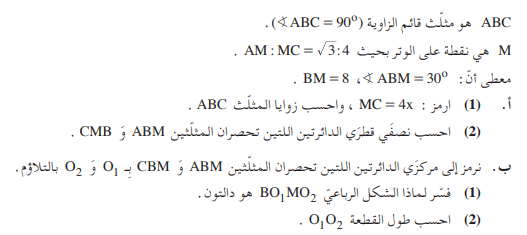 ABC هو مثلّث قائم الزاوية (∢ABC = 90°).
M هي نقطة على الوتر بحيث AM : MC = √3 : 4 .
معطى أنّ : ∢ABM = 30° ، BM = 8 .
أ. (1) ارمز : MC = 4x ، واحسب زوايا المثلّث ABC .
(2) احسب نصفَي قطرَي الدائرتين اللتين تحصران المثلّثين ABM وَ CMB .
ب. نرمز إلى مركزَي الدائرتين اللتين تحصران المثلّثين ABM وَ CBM بِـ O₁ وَ O₂ بالتلاؤم.
(1) فسّر لماذا الشكل الرباعيّ BO₁MO₂ هو دالتون.
(2) احسب طول القطعة O₁O₂ .